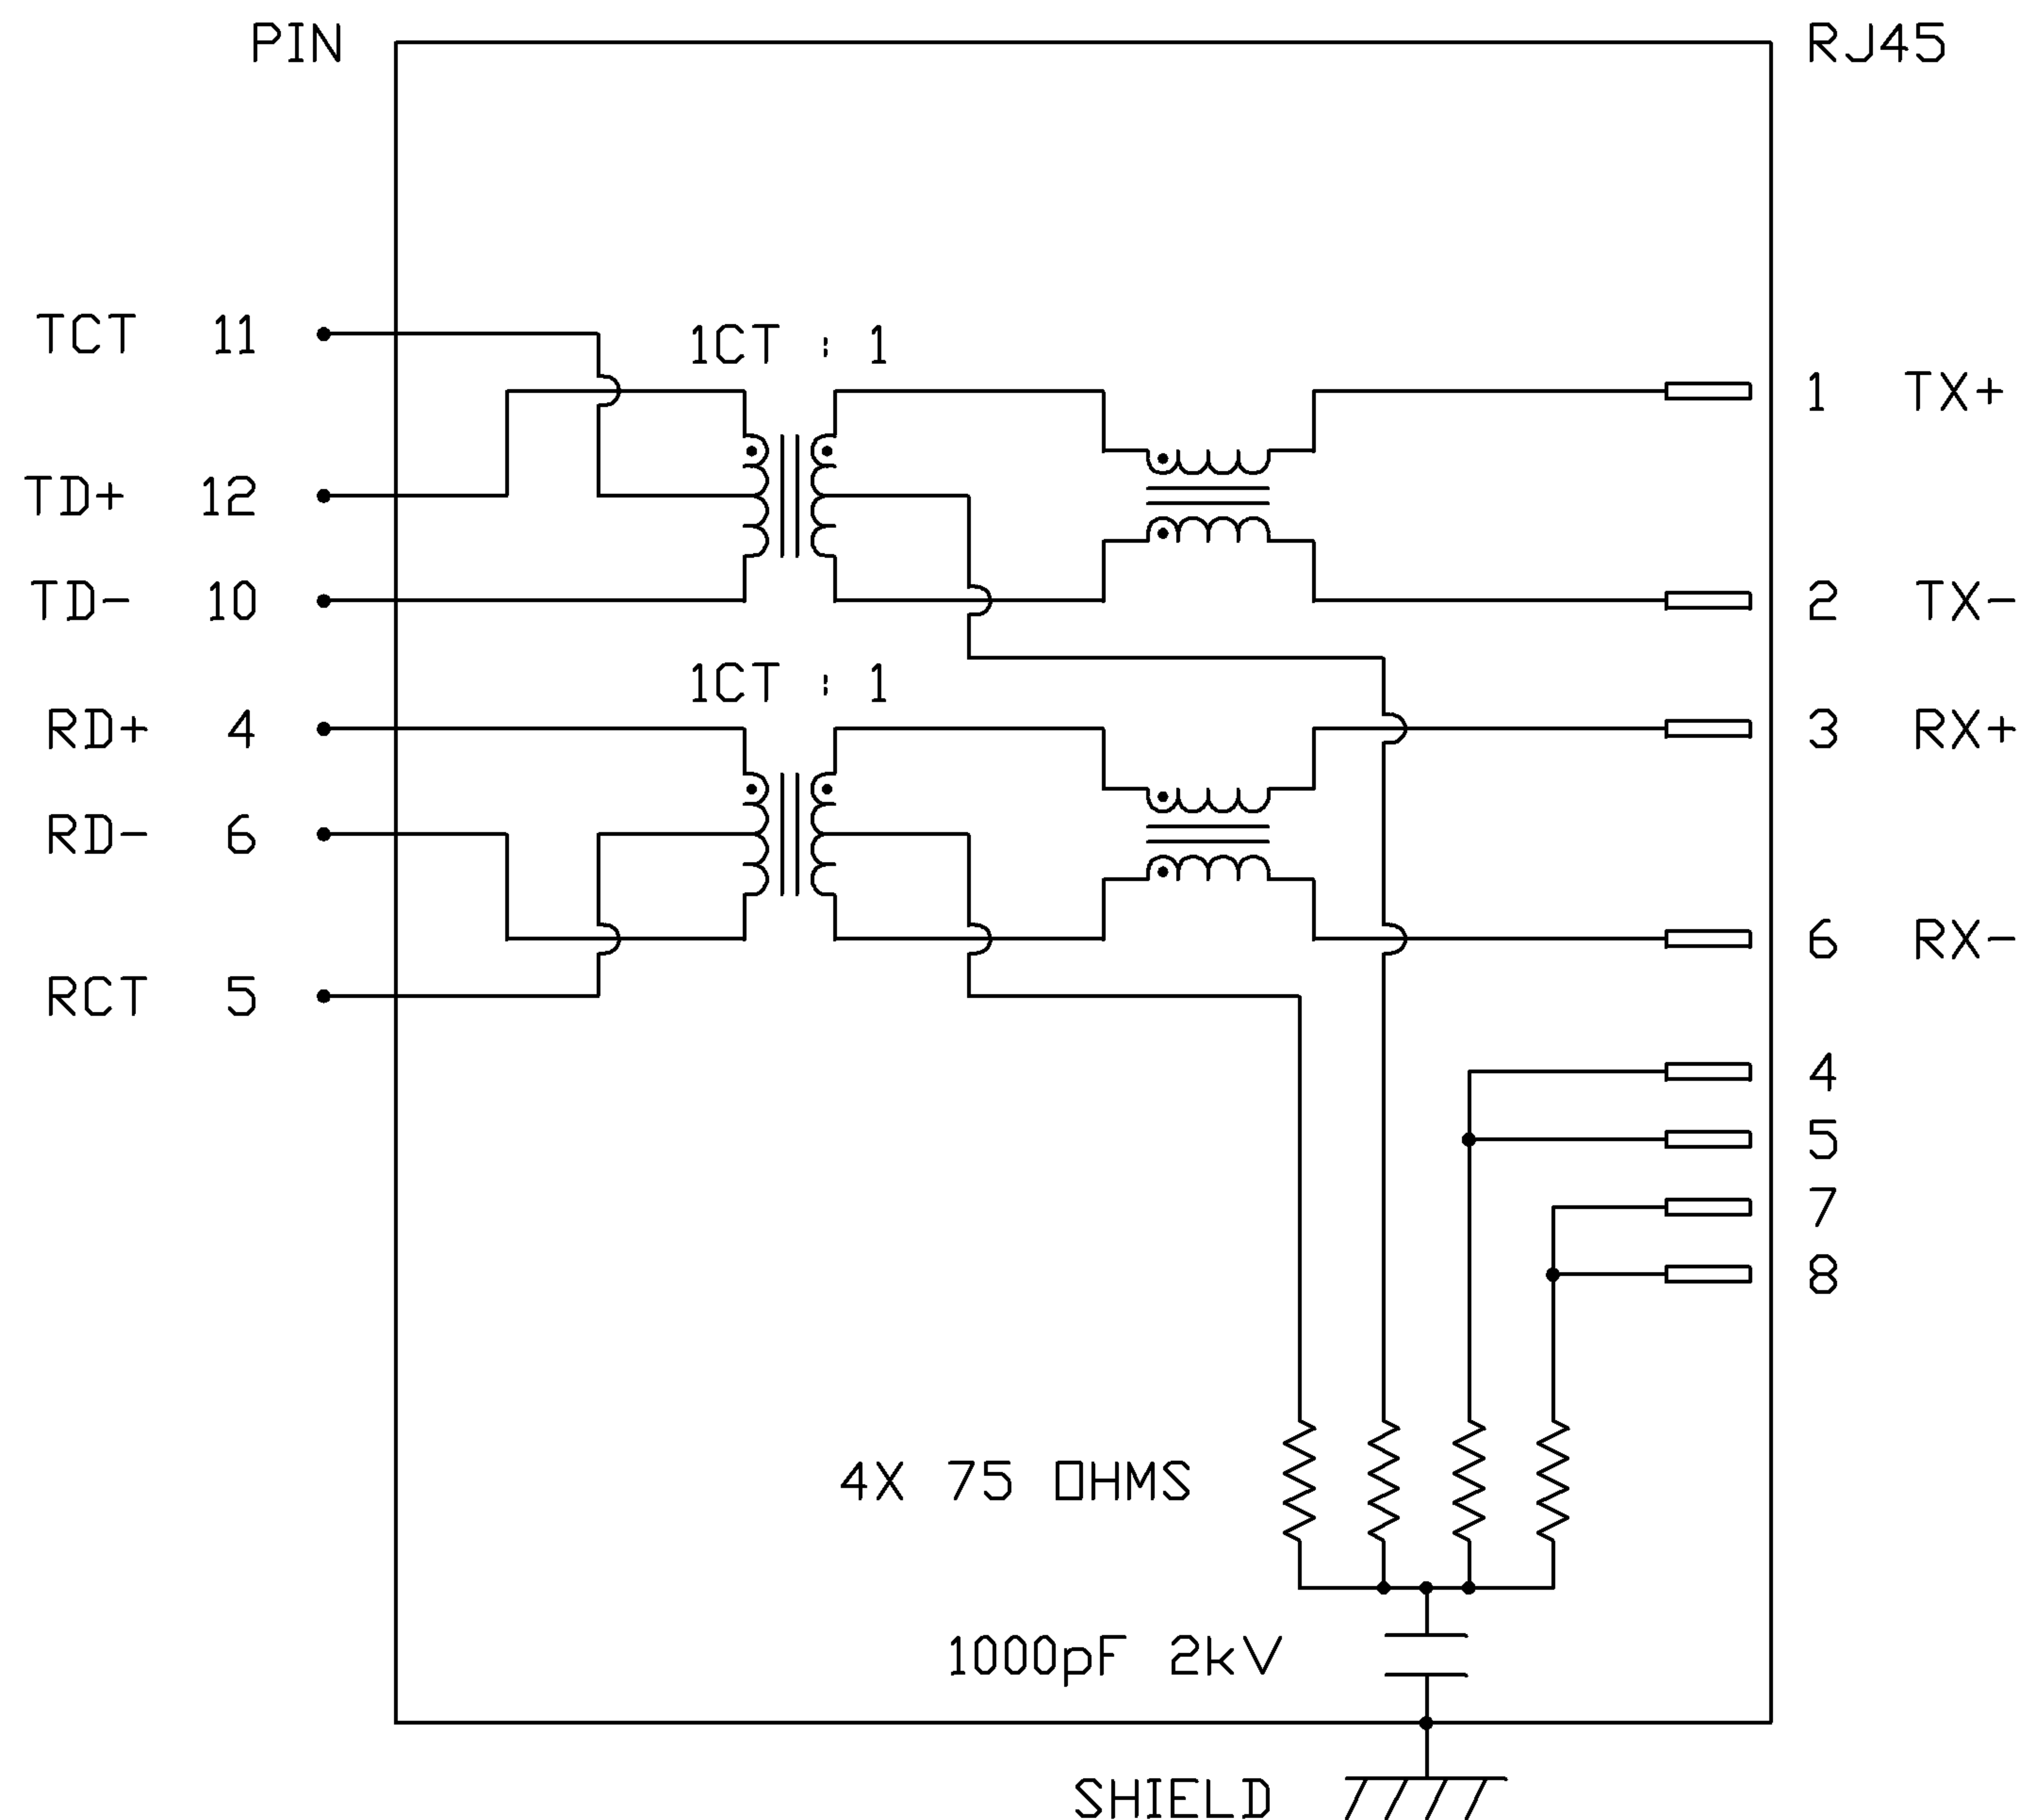 PIN RJ45
TCT 11
1CT : 1
1 TX+
TD+ 12
TD- 10
2 TX-
1CT : 1
RD+ 4
3 RX+
RD- 6
6 RX-
RCT 5
4
5
7
8
4X 75 OHMS
1000pF 2kV
SHIELD